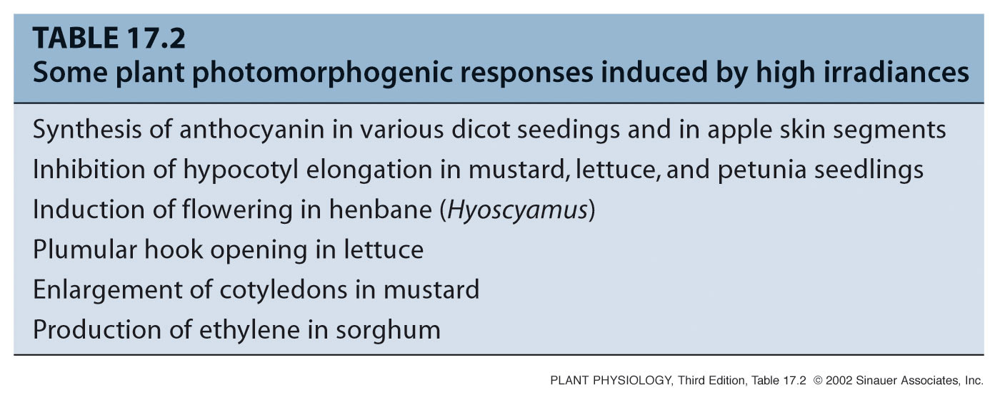 TABLE 17.2
Some plant photomorphogenic responses induced by high irradiances
Synthesis of anthocyanin in various dicot seedings and in apple skin segments
Inhibition of hypocotyl elongation in mustard, lettuce, and petunia seedlings
Induction of flowering in henbane (Hyoscyamus)
Plumular hook opening in lettuce
Enlargement of cotyledons in mustard
Production of ethylene in sorghum
PLANT PHYSIOLOGY, Third Edition, Table 17.2 © 2002 Sinauer Associates, Inc.